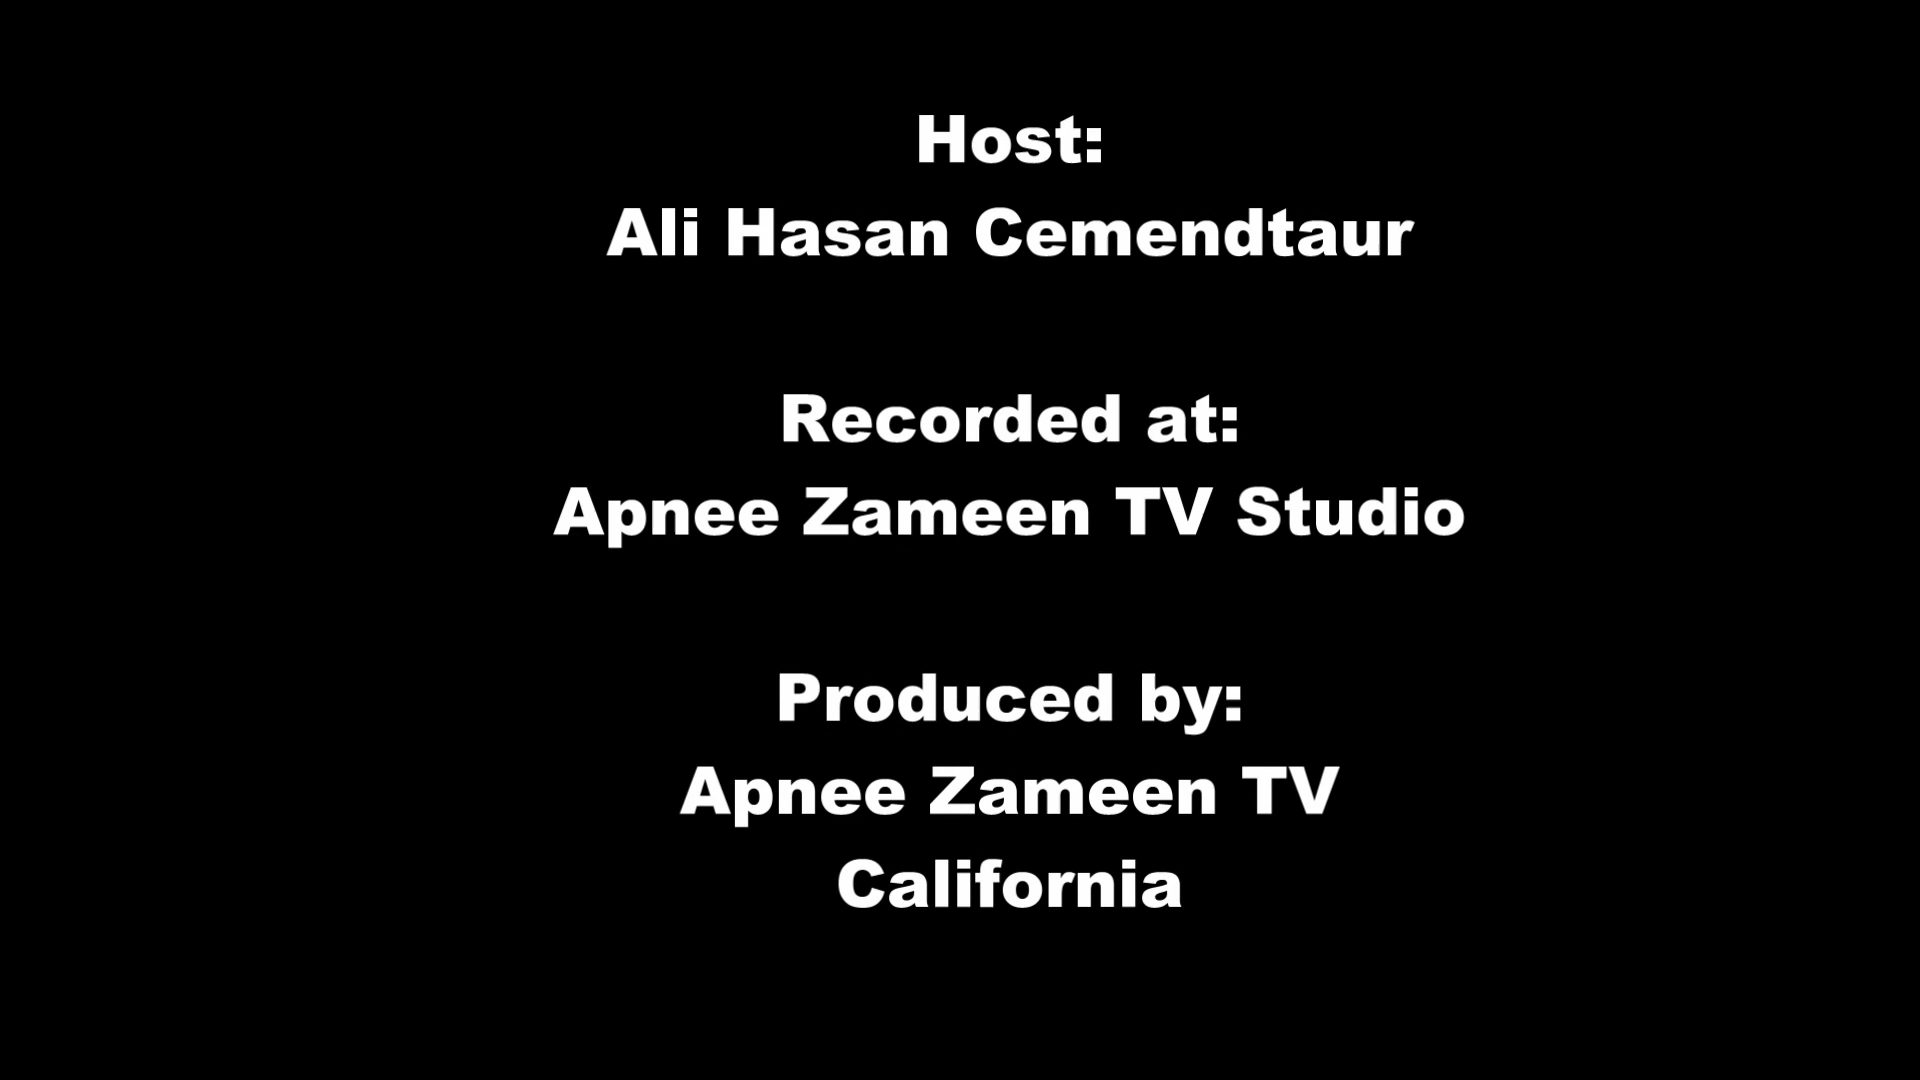 Host:
Ali Hasan Cemendtaur
Recorded at:
Apnee Zameen TV Studio
Produced by:
Apnee Zameen TV
California